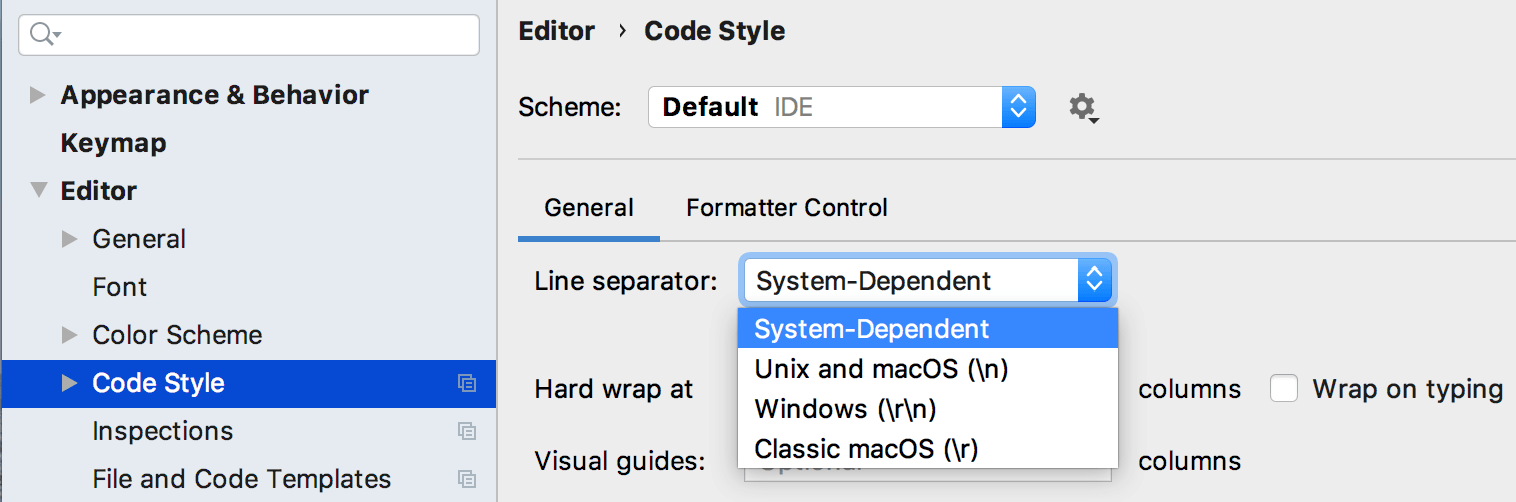 Appearance & Behavior
Keymap
Editor
General
Font
Color Scheme
Code Style
Inspections
File and Code Templates
Editor › Code Style
Scheme: Default IDE
General Formatter Control
Line separator: System-Dependent
System-Dependent
Unix and macOS (\n)
Windows (\r\n)
Classic macOS (\r)
Hard wrap at columns Wrap on typing
Visual guides: columns